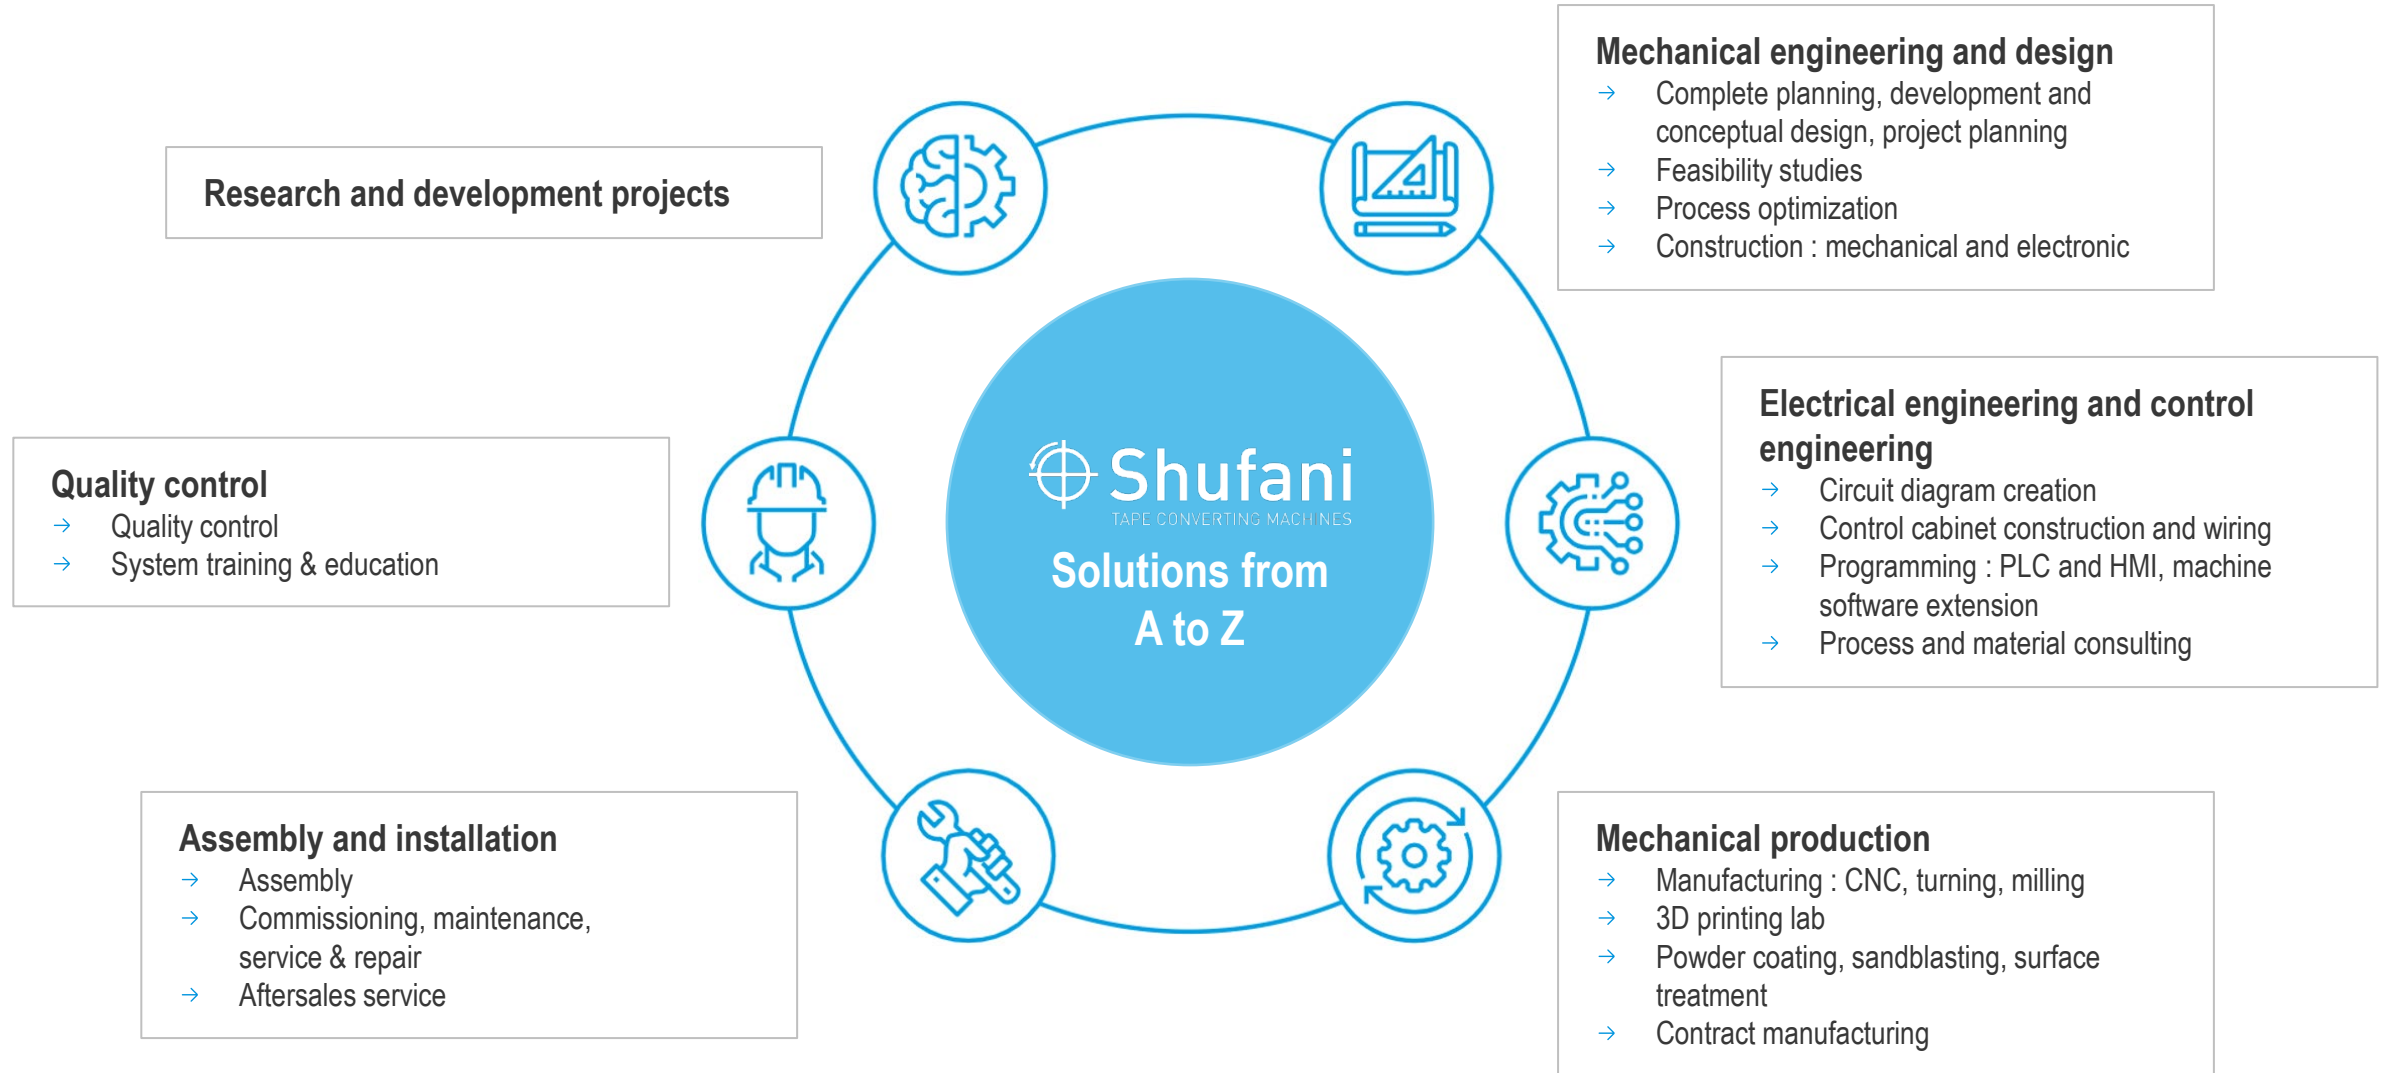 Research and development projects
Mechanical engineering and design
→ Complete planning, development and
conceptual design, project planning
→ Feasibility studies
→ Process optimization
→ Construction : mechanical and electronic
Electrical engineering and control
engineering
→ Circuit diagram creation
→ Control cabinet construction and wiring
→ Programming : PLC and HMI, machine
software extension
→ Process and material consulting
Mechanical production
→ Manufacturing : CNC, turning, milling
→ 3D printing lab
→ Powder coating, sandblasting, surface
treatment
→ Contract manufacturing
Assembly and installation
→ Assembly
→ Commissioning, maintenance,
service & repair
→ Aftersales service
Quality control
→ Quality control
→ System training & education
Shufani
TAPE CONVERTING MACHINES
Solutions from
A to Z